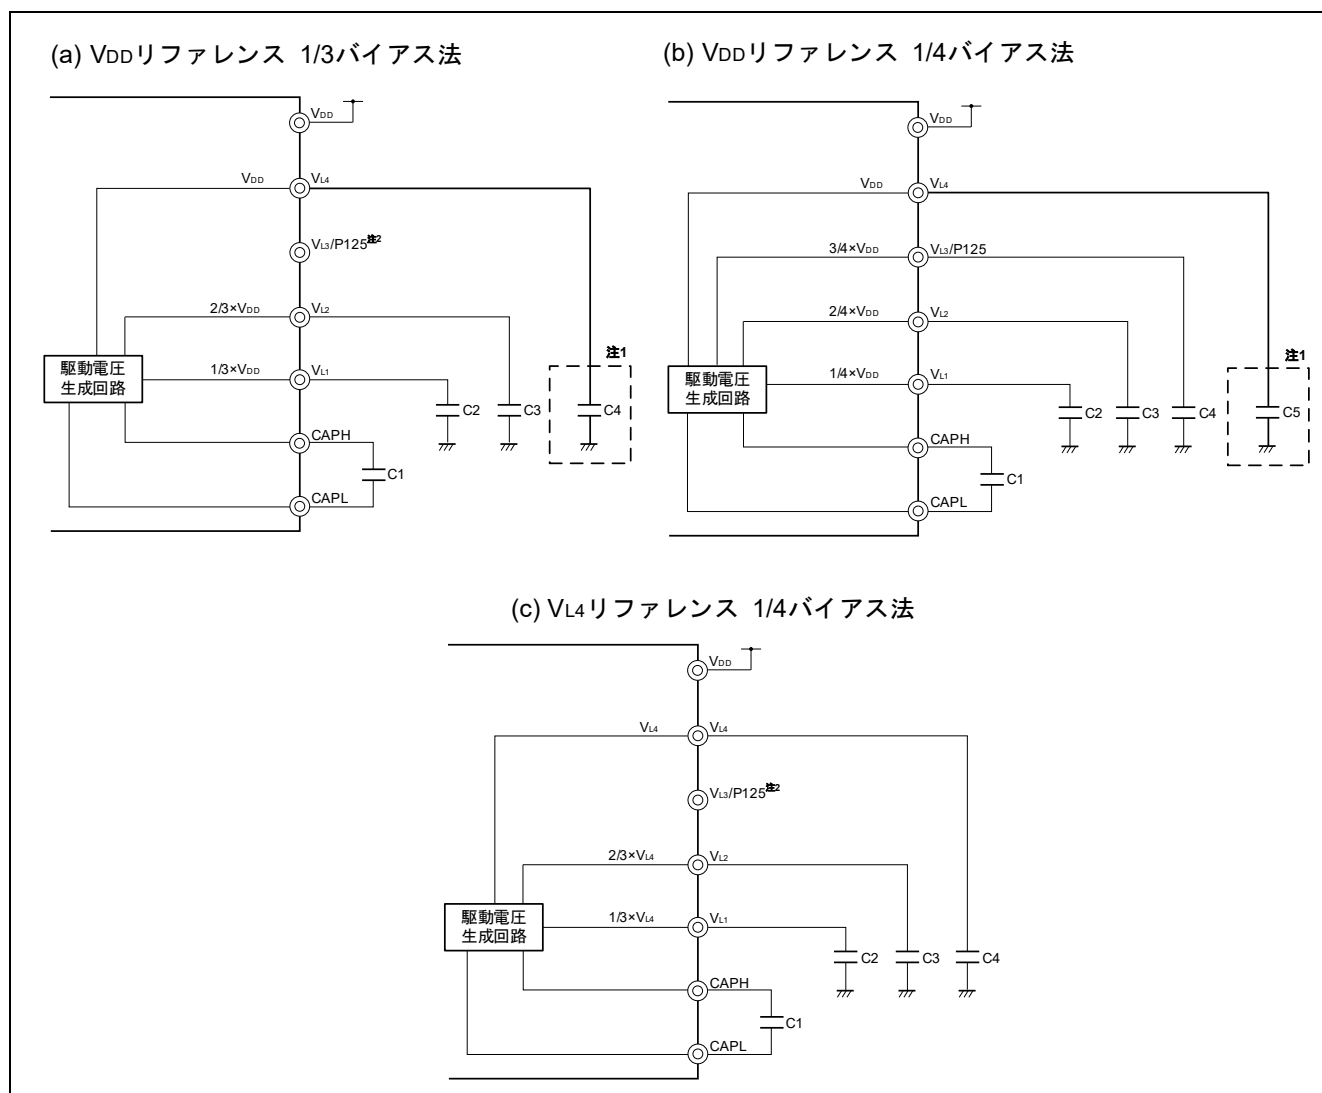 (a) VDDリファレンス 1/3バイアス法
VDD
VDD
VL4
VL3/P125注2
2/3×VDD
VL2
注1
1/3×VDD
VL1
駆動電圧
生成回路
C2
C3
C4
CAPH
C1
CAPL
(b) VDDリファレンス 1/4バイアス法
VDD
VDD
VL4
3/4×VDD
VL3/P125
2/4×VDD
VL2
注1
1/4×VDD
VL1
駆動電圧
生成回路
C2
C3
C4
C5
CAPH
C1
CAPL
(c) VL4リファレンス 1/4バイアス法
VDD
VL4
VL4
VL3/P125注2
2/3×VL4
VL2
1/3×VL4
VL1
駆動電圧
生成回路
C2
C3
C4
CAPH
C1
CAPL